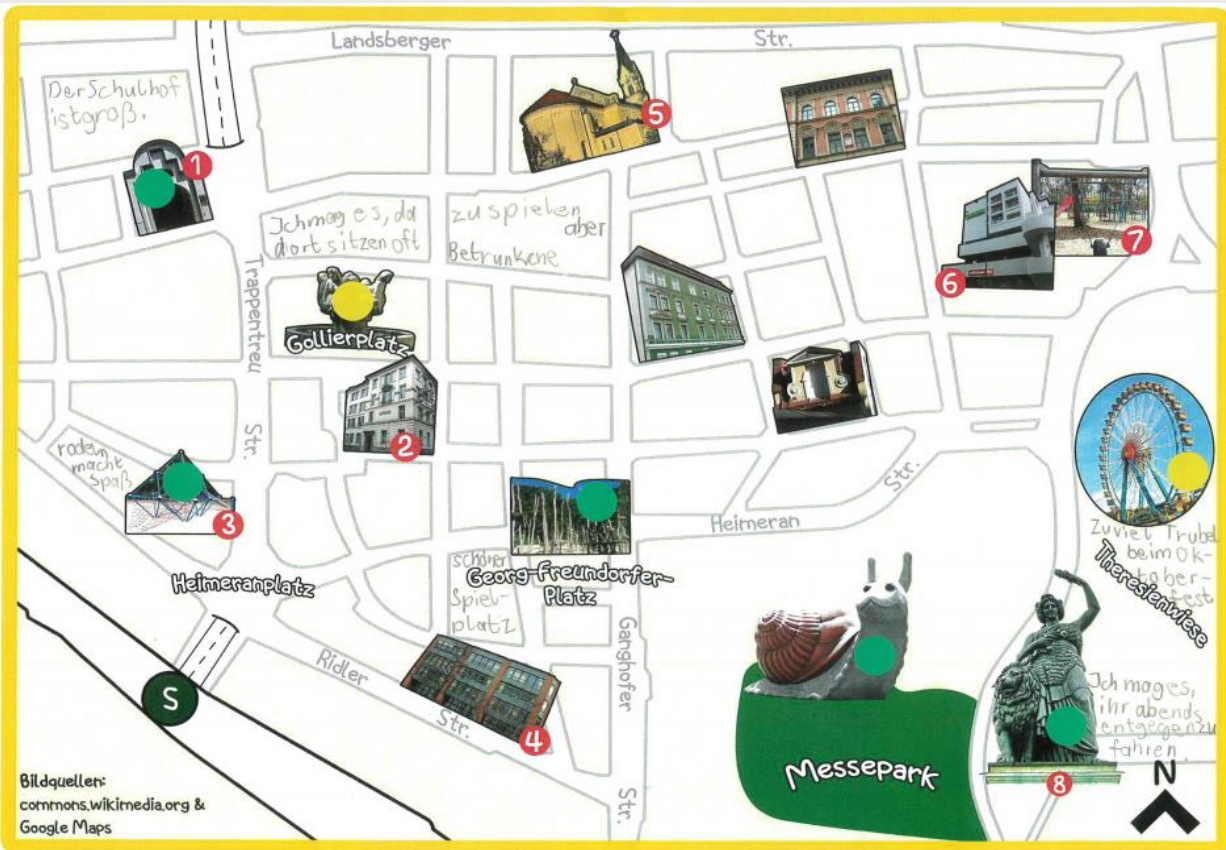 Landsberger Str.
Der Schulhof
ist groß.
1
5
Ich mag es, da
dort sitzen oft
zu spielen
aber
Betrunkene
7
6
Trappentreu
Str.
Gollierplatz
2
rodeln
macht
Spaß
3
Heimeran Str.
Heimeranplatz
Georg-Freundorfer-
Platz
schöner
Spiel-
platz
Zuviel Trubel
beim Ok-
tober-
fest
Theresienwiese
Ganghofer
Str.
Ridler
Str.
S
4
Ich mag es,
ihr abends
entgegenzu
fahren
Messepark
8
N
Bildquellen:
commons.wikimedia.org &
Google Maps